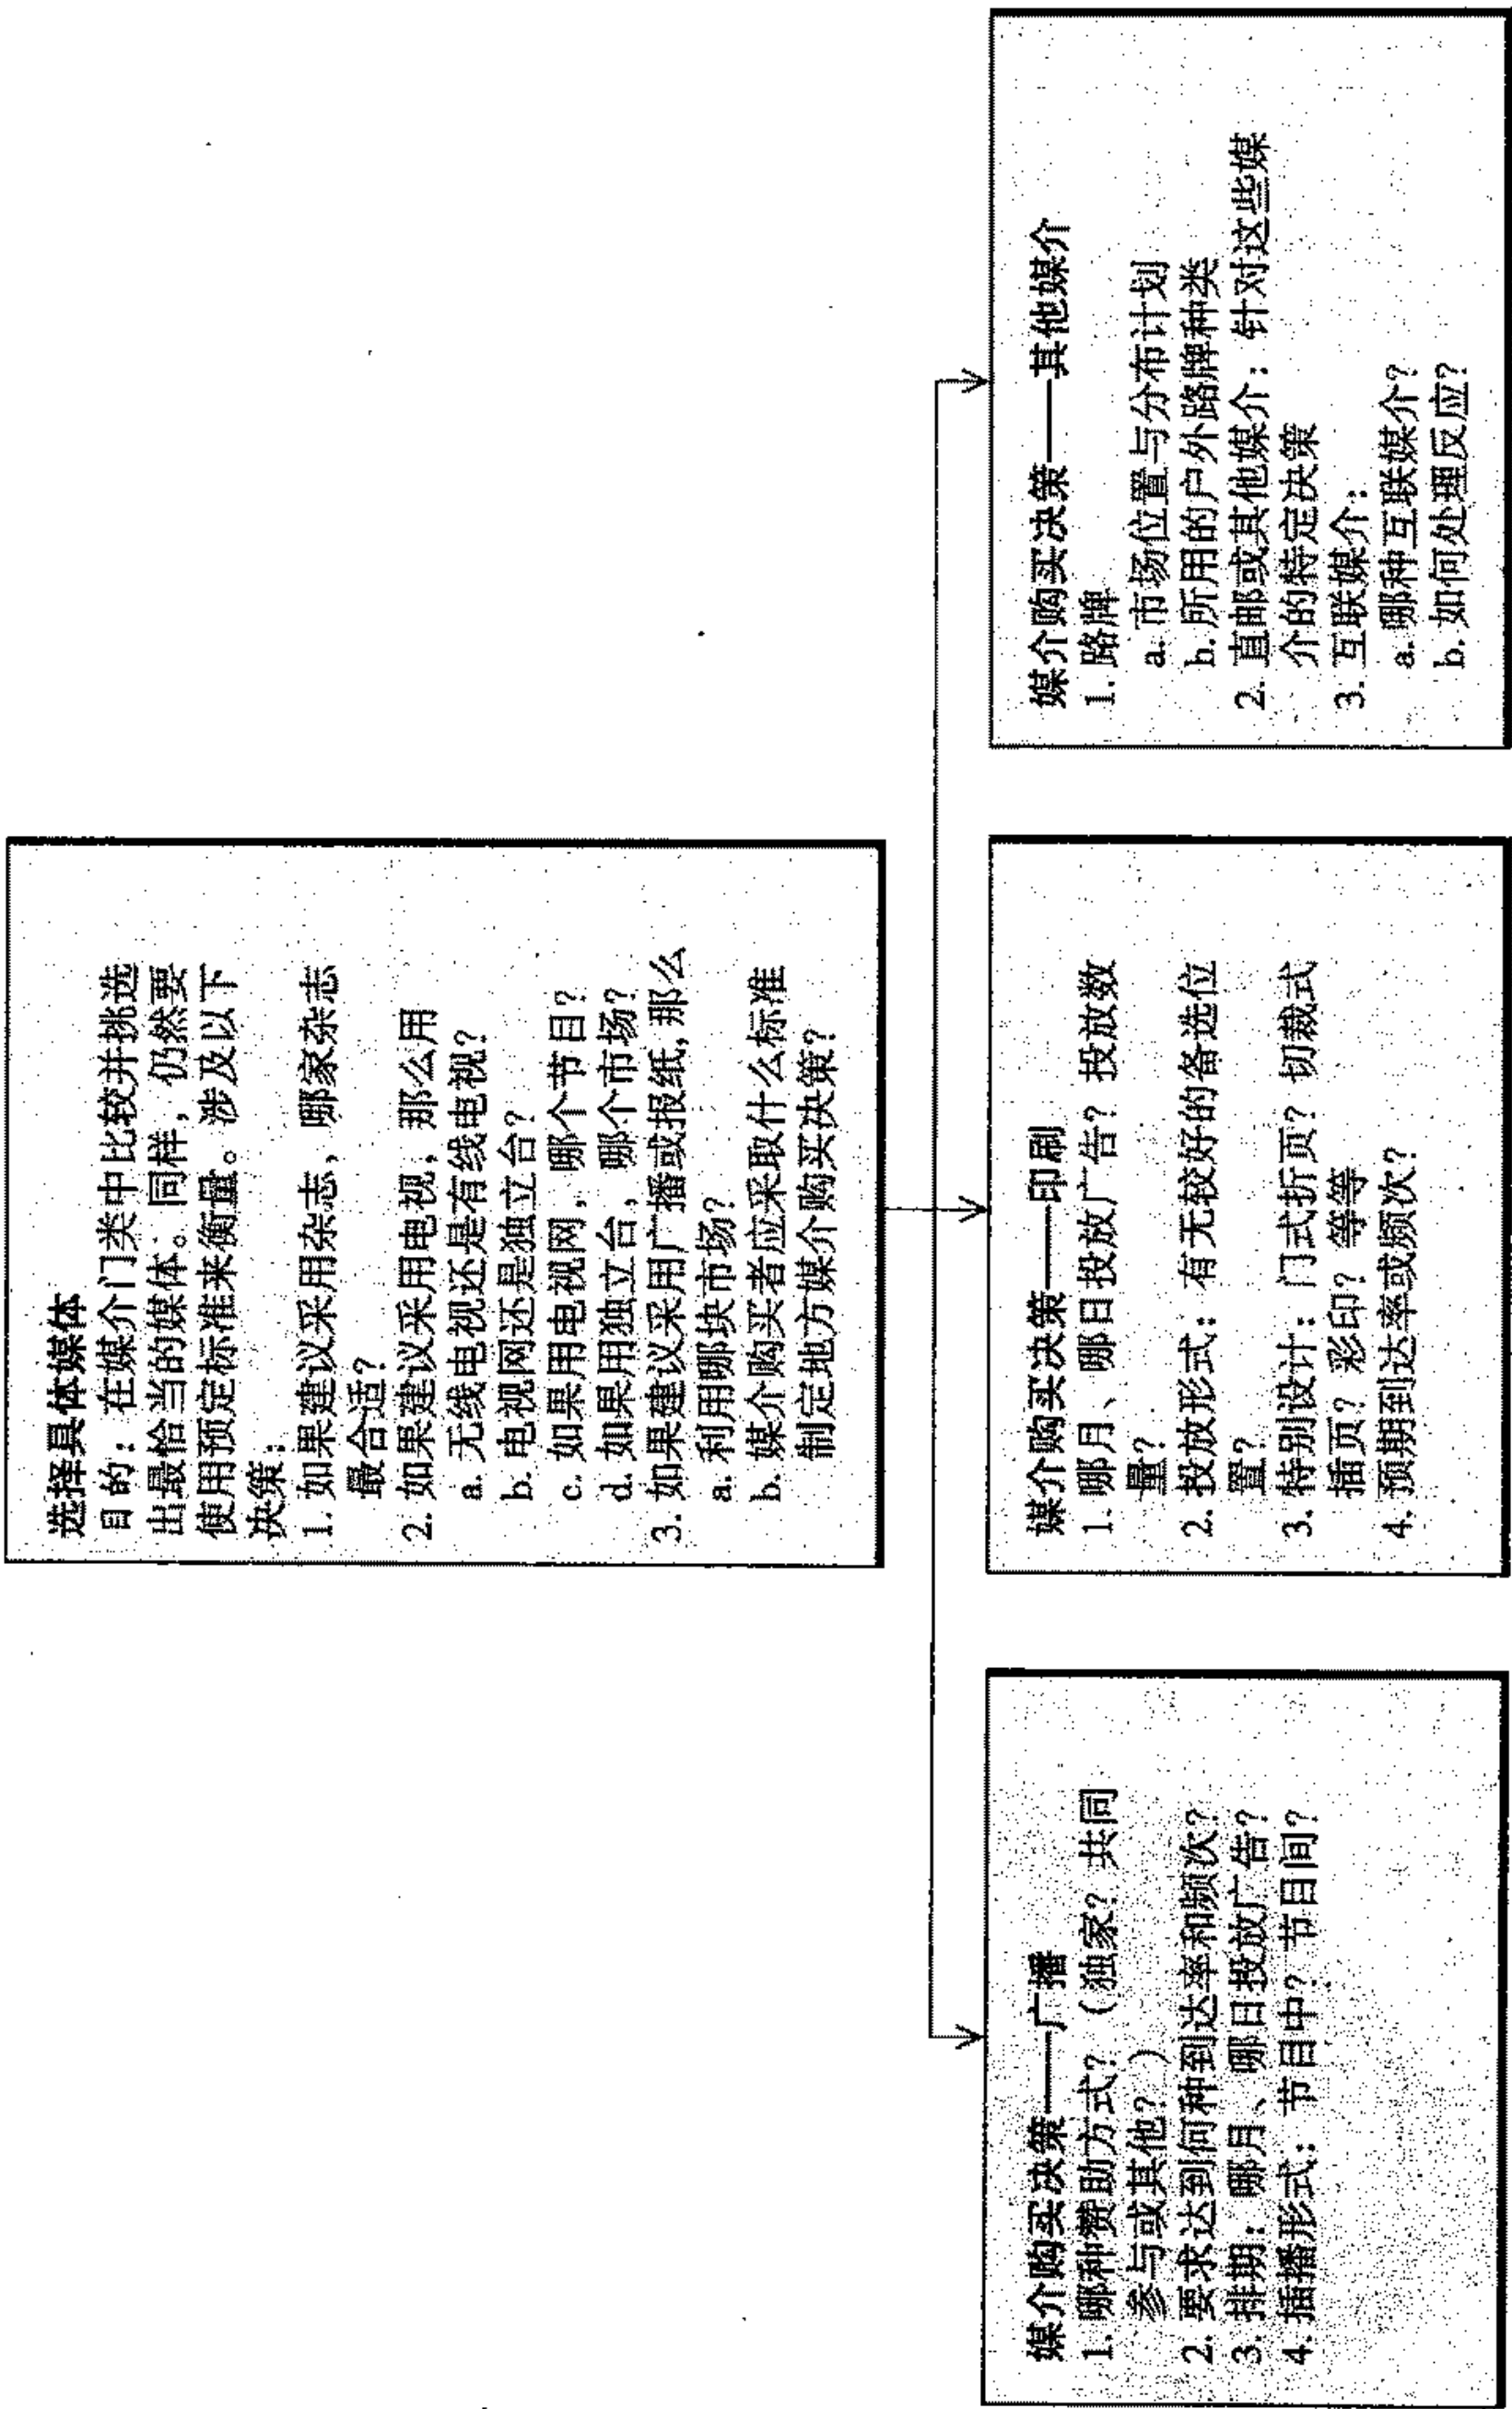 选择具体媒体
目的：在媒介门类中比较并挑选
出最恰当的媒体。同样，仍然要
使用预定标准来衡量。涉及以下
决策：
1. 如果建议采用杂志，哪家杂志
最合适？
2. 如果建议采用电视，那么用
a. 无线电视还是有线电视？
b. 电视网还是独立台？
c. 如果用电视网，哪个节目？
d. 如果用独立台，哪个市场？
3. 如果建议采用广播或报纸，那么
a. 利用哪块市场？
b. 媒介购买者应采取什么标准
制定地方媒介购买决策？
媒介购买决策——广播
1. 哪种赞助方式？（独家？共同
参与或其他？）
2. 要求达到何种到达率和频次？
3. 排期：哪月、哪日投放广告？
4. 插播形式：节目中？节目间？
媒介购买决策——印刷
1. 哪月、哪日投放广告？投放数
量？
2. 投放形式：有无较好的备选位
置？
3. 特别设计：门式折页？切裁式
插页？彩印？等等
4. 预期到达率或频次？
媒介购买决策——其他媒介
1. 路牌
a. 市场位置与分布计划
b. 所用的户外路牌种类
2. 直邮或其他媒介：针对这些媒
介的特定决策
3. 互联媒介：
a. 哪种互联媒介？
b. 如何处理反应？